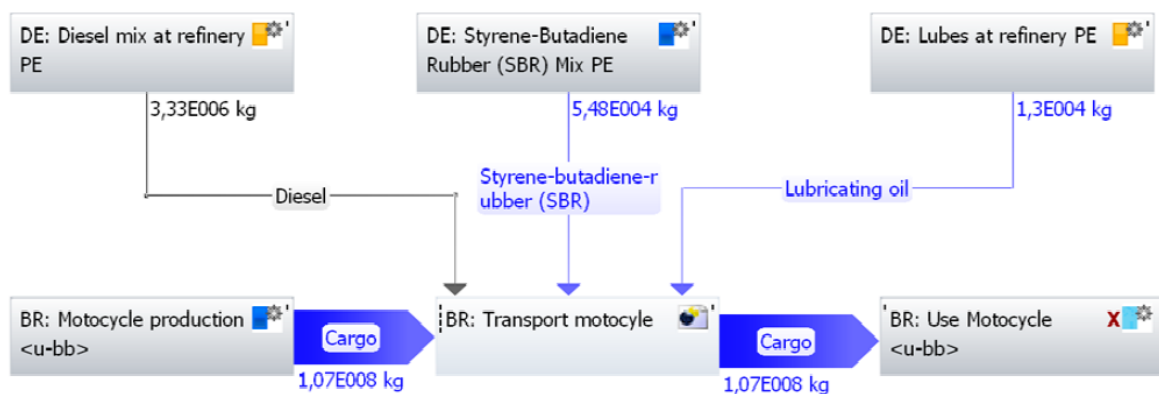 DE: Diesel mix at refinery
PE
DE: Styrene-Butadiene
Rubber (SBR) Mix PE
DE: Lubes at refinery PE
3,33E006 kg
5,48E004 kg
1,3E004 kg
Diesel
Styrene-butadiene-r
ubber (SBR)
Lubricating oil
BR: Motocycle production
<u-bb>
Cargo
1,07E008 kg
BR: Transport motocyle
Cargo
1,07E008 kg
BR: Use Motocycle
<u-bb>
X